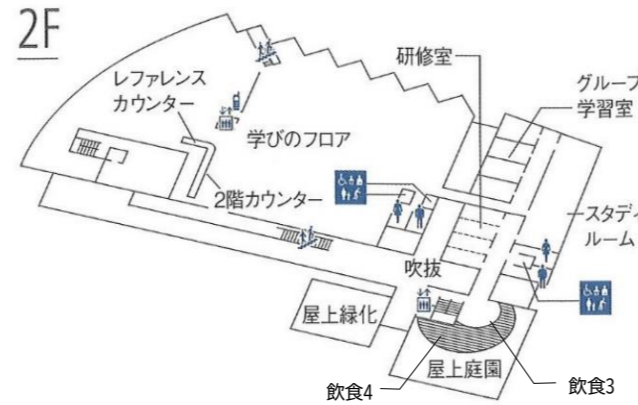 2F
レファレンス
カウンター
学びのフロア
2階カウンター
研修室
グループ
学習室
スタディ
ルーム
吹抜
屋上緑化
屋上庭園
飲食4
飲食3